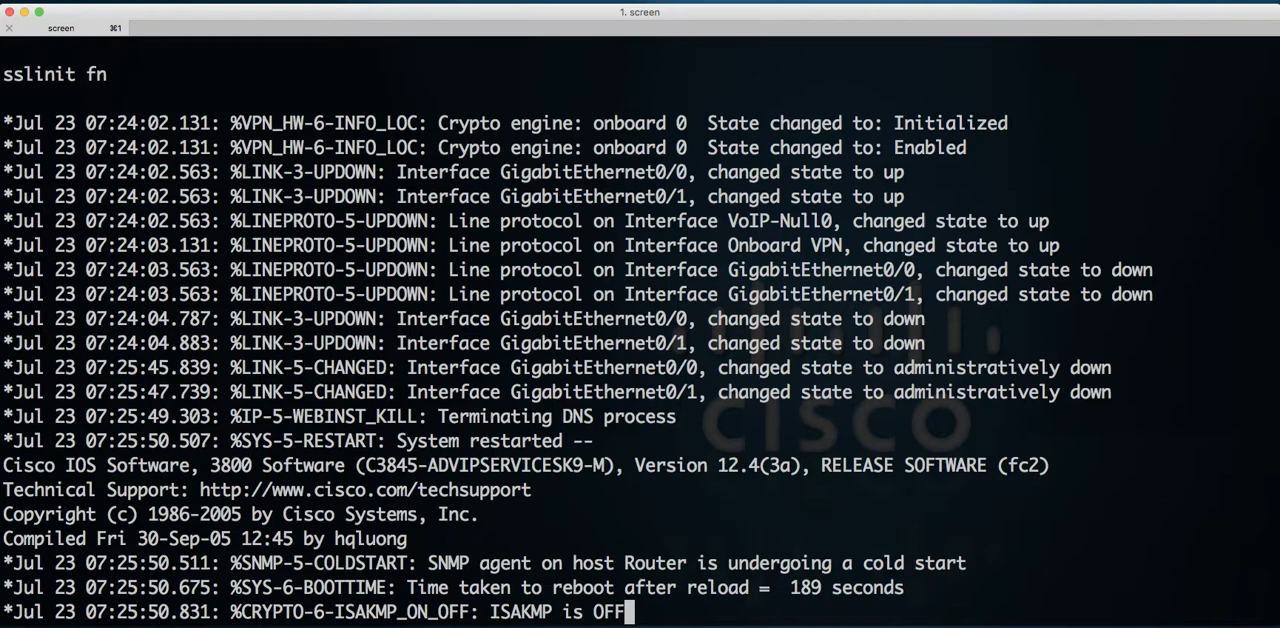 1. screen
screen ⌘1
sslinit fn
*Jul 23 07:24:02.131: %VPN_HW-6-INFO_LOC: Crypto engine: onboard 0  State changed to: Initialized
*Jul 23 07:24:02.131: %VPN_HW-6-INFO_LOC: Crypto engine: onboard 0  State changed to: Enabled
*Jul 23 07:24:02.563: %LINK-3-UPDOWN: Interface GigabitEthernet0/0, changed state to up
*Jul 23 07:24:02.563: %LINK-3-UPDOWN: Interface GigabitEthernet0/1, changed state to up
*Jul 23 07:24:02.563: %LINEPROTO-5-UPDOWN: Line protocol on Interface VoIP-Null0, changed state to up
*Jul 23 07:24:03.131: %LINEPROTO-5-UPDOWN: Line protocol on Interface Onboard VPN, changed state to up
*Jul 23 07:24:03.563: %LINEPROTO-5-UPDOWN: Line protocol on Interface GigabitEthernet0/0, changed state to down
*Jul 23 07:24:03.563: %LINEPROTO-5-UPDOWN: Line protocol on Interface GigabitEthernet0/1, changed state to down
*Jul 23 07:24:04.787: %LINK-3-UPDOWN: Interface GigabitEthernet0/0, changed state to down
*Jul 23 07:24:04.883: %LINK-3-UPDOWN: Interface GigabitEthernet0/1, changed state to down
*Jul 23 07:25:45.839: %LINK-5-CHANGED: Interface GigabitEthernet0/0, changed state to administratively down
*Jul 23 07:25:47.739: %LINK-5-CHANGED: Interface GigabitEthernet0/1, changed state to administratively down
*Jul 23 07:25:49.303: %IP-5-WEBINST_KILL: Terminating DNS process
*Jul 23 07:25:50.507: %SYS-5-RESTART: System restarted --
Cisco IOS Software, 3800 Software (C3845-ADVIPSERVICESK9-M), Version 12.4(3a), RELEASE SOFTWARE (fc2)
Technical Support: http://www.cisco.com/techsupport
Copyright (c) 1986-2005 by Cisco Systems, Inc.
Compiled Fri 30-Sep-05 12:45 by hqluong
*Jul 23 07:25:50.511: %SNMP-5-COLDSTART: SNMP agent on host Router is undergoing a cold start
*Jul 23 07:25:50.675: %SYS-6-BOOTTIME: Time taken to reboot after reload =  189 seconds
*Jul 23 07:25:50.831: %CRYPTO-6-ISAKMP_ON_OFF: ISAKMP is OFF
cisco